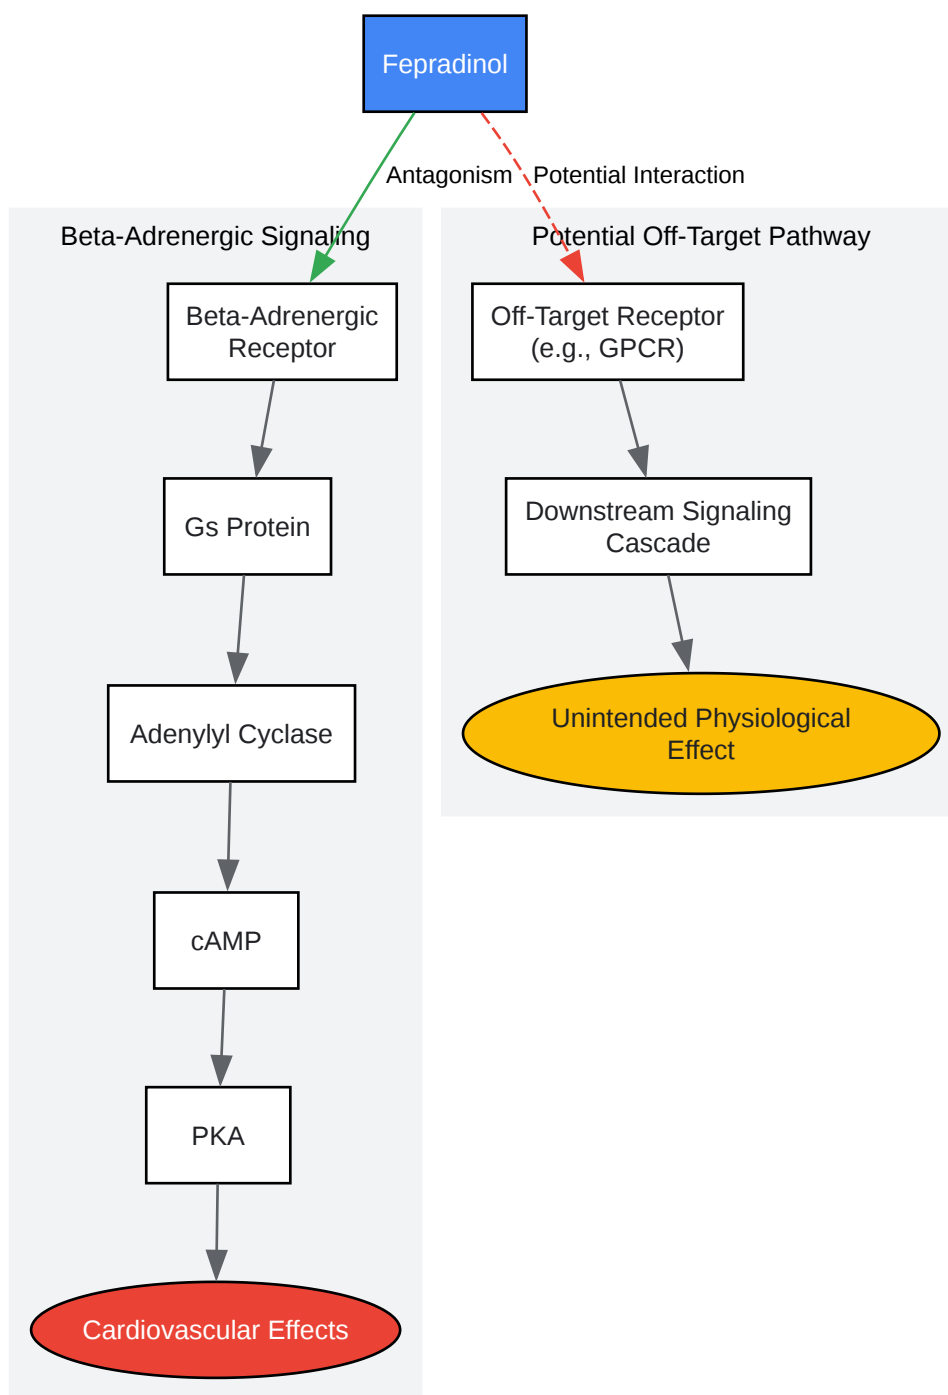 Fepradinol
Antagonism
Potential Interaction
Beta-Adrenergic Signaling
Beta-Adrenergic
Receptor
Gs Protein
Adenylyl Cyclase
cAMP
PKA
Cardiovascular Effects
Potential Off-Target Pathway
Off-Target Receptor
(e.g., GPCR)
Downstream Signaling
Cascade
Unintended Physiological
Effect